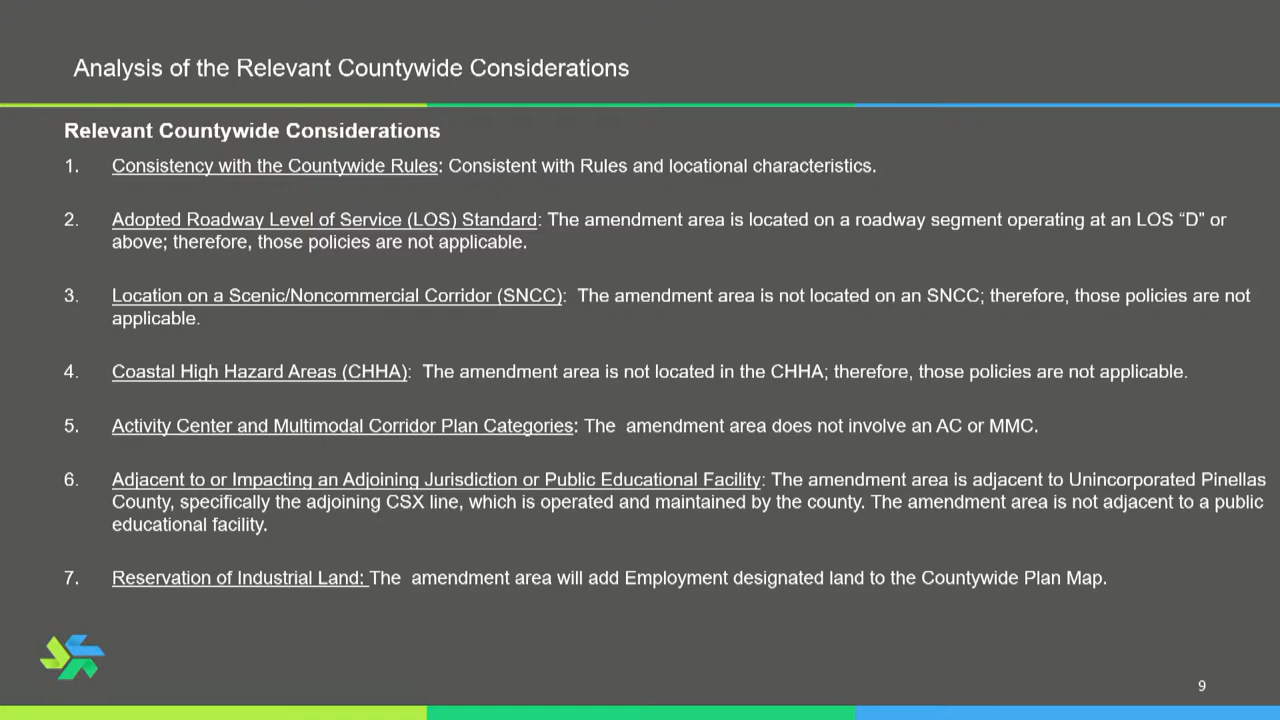 Analysis of the Relevant Countywide Considerations
Relevant Countywide Considerations
1. Consistency with the Countywide Rules: Consistent with Rules and locational characteristics.
2. Adopted Roadway Level of Service (LOS) Standard: The amendment area is located on a roadway segment operating at an LOS “D” or
above; therefore, those policies are not applicable.
3. Location on a Scenic/Noncommercial Corridor (SNCC): The amendment area is not located on an SNCC; therefore, those policies are not
applicable.
4. Coastal High Hazard Areas (CHHA): The amendment area is not located in the CHHA; therefore, those policies are not applicable.
5. Activity Center and Multimodal Corridor Plan Categories: The amendment area does not involve an AC or MMC.
6. Adjacent to or Impacting an Adjoining Jurisdiction or Public Educational Facility: The amendment area is adjacent to Unincorporated Pinellas
County, specifically the adjoining CSX line, which is operated and maintained by the county. The amendment area is not adjacent to a public
educational facility.
7. Reservation of Industrial Land: The amendment area will add Employment designated land to the Countywide Plan Map.
9